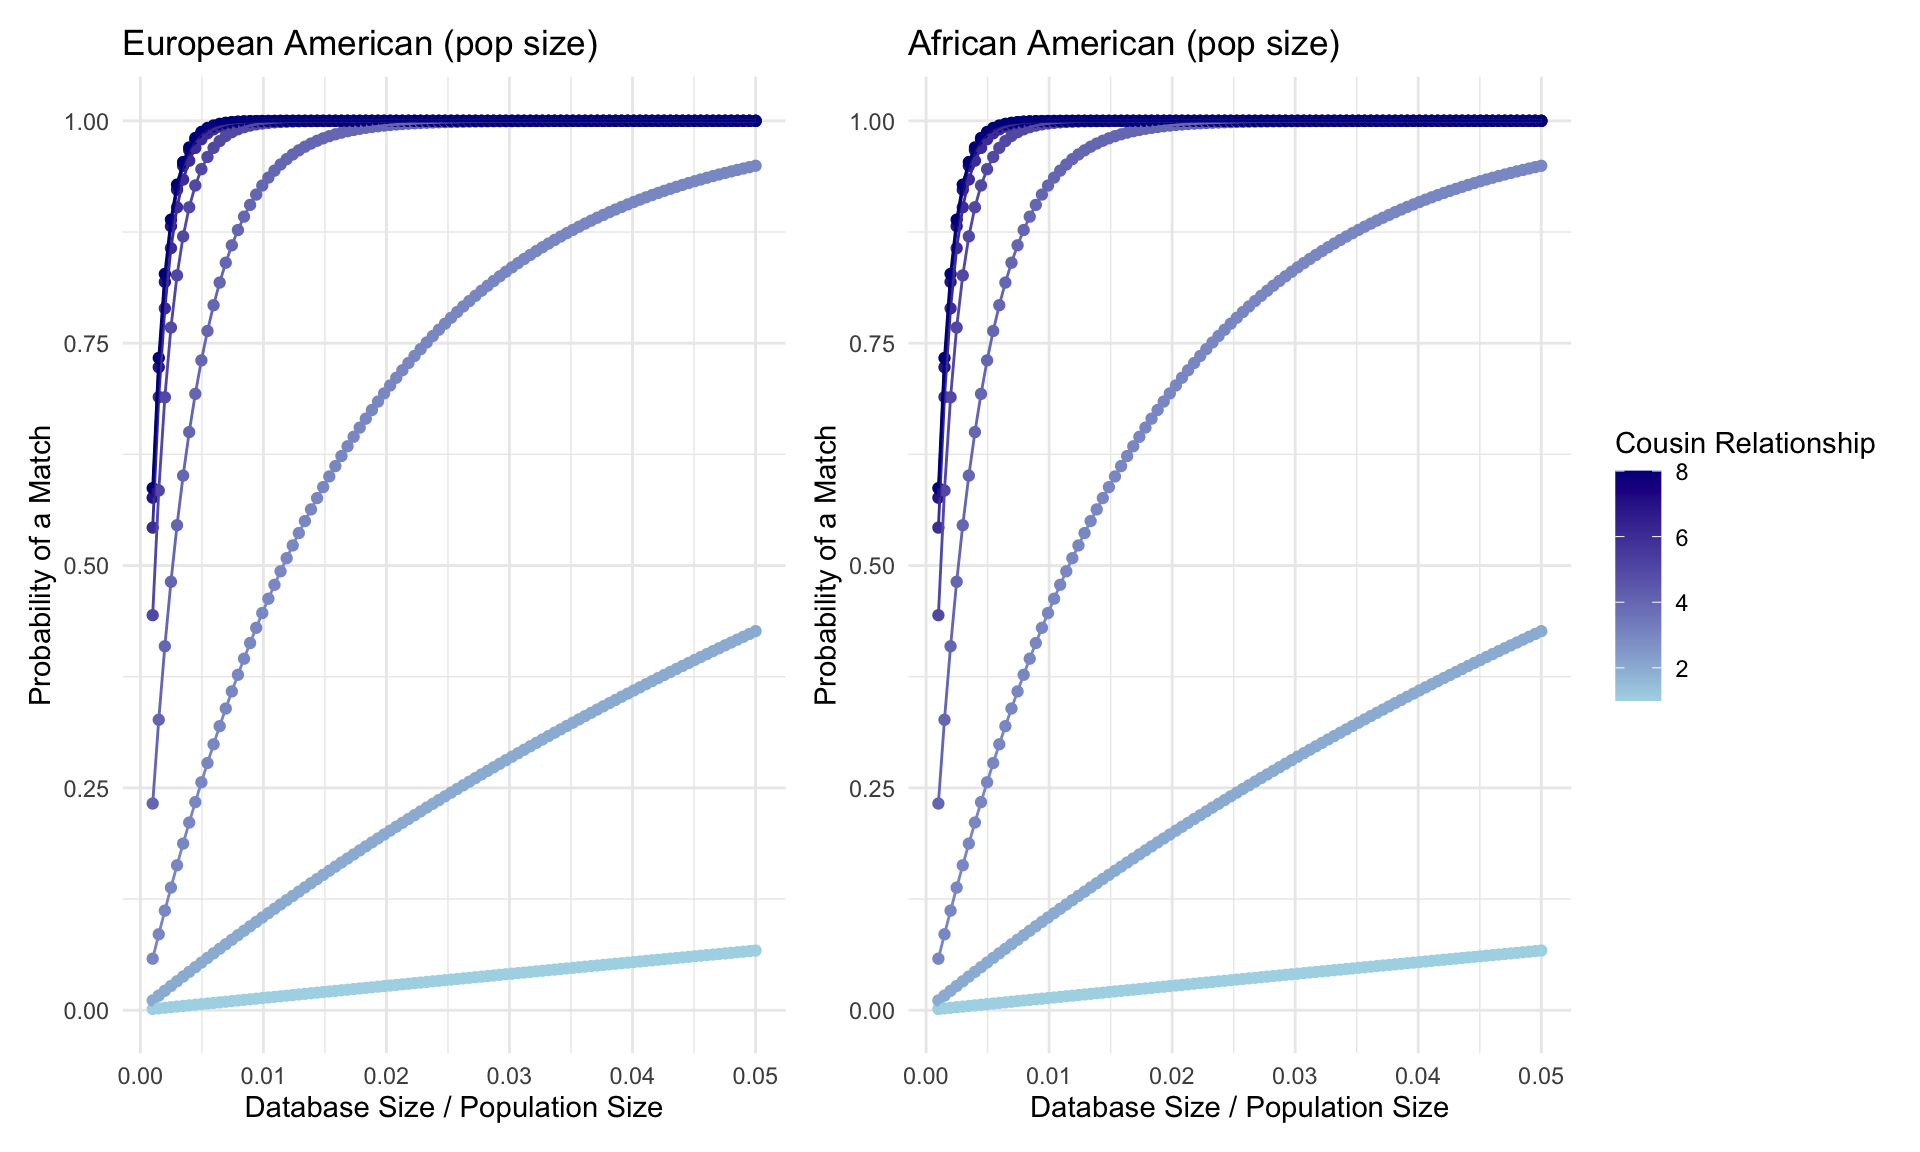 European American (pop size)
African American (pop size)
Probability of a Match
1.00
0.75
0.50
0.25
0.00
0.00 0.01 0.02 0.03 0.04 0.05
Database Size / Population Size
Probability of a Match
1.00
0.75
0.50
0.25
0.00
0.00 0.01 0.02 0.03 0.04 0.05
Database Size / Population Size
Cousin Relationship
8
6
4
2